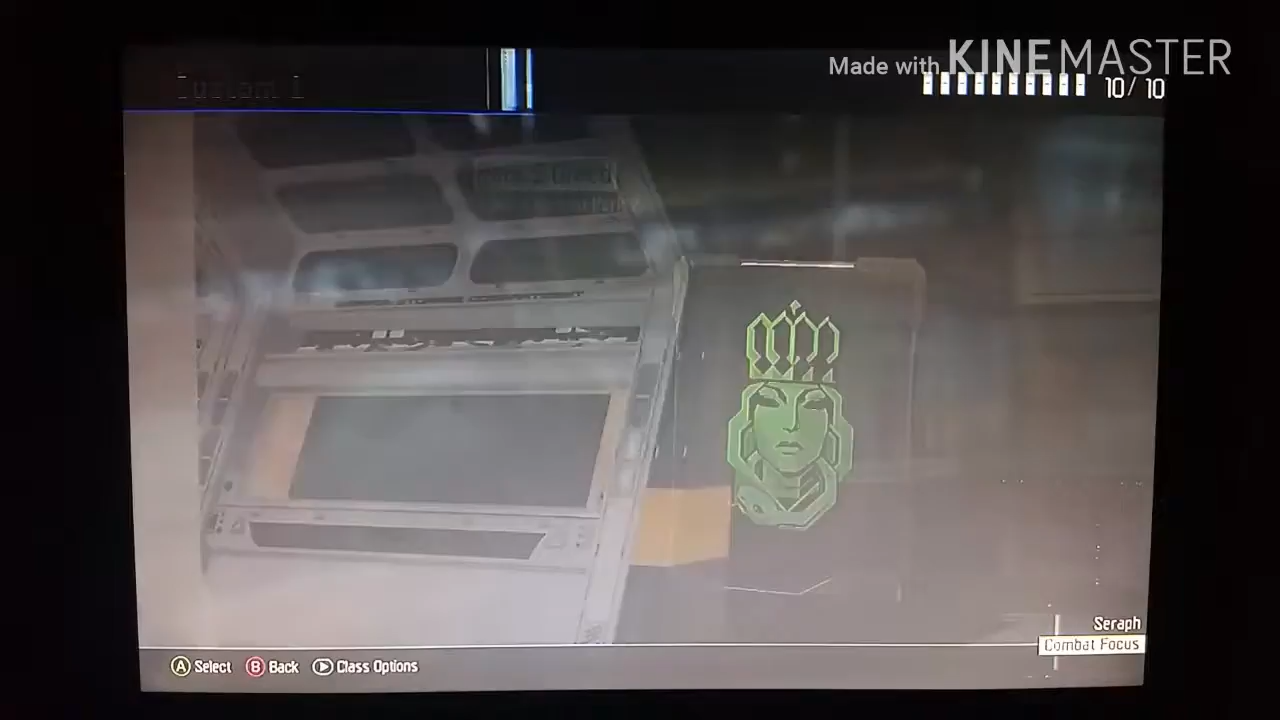 Made with KINEMASTER
10/ 10
Seraph
Combat Focus
A Select B Back Class Options